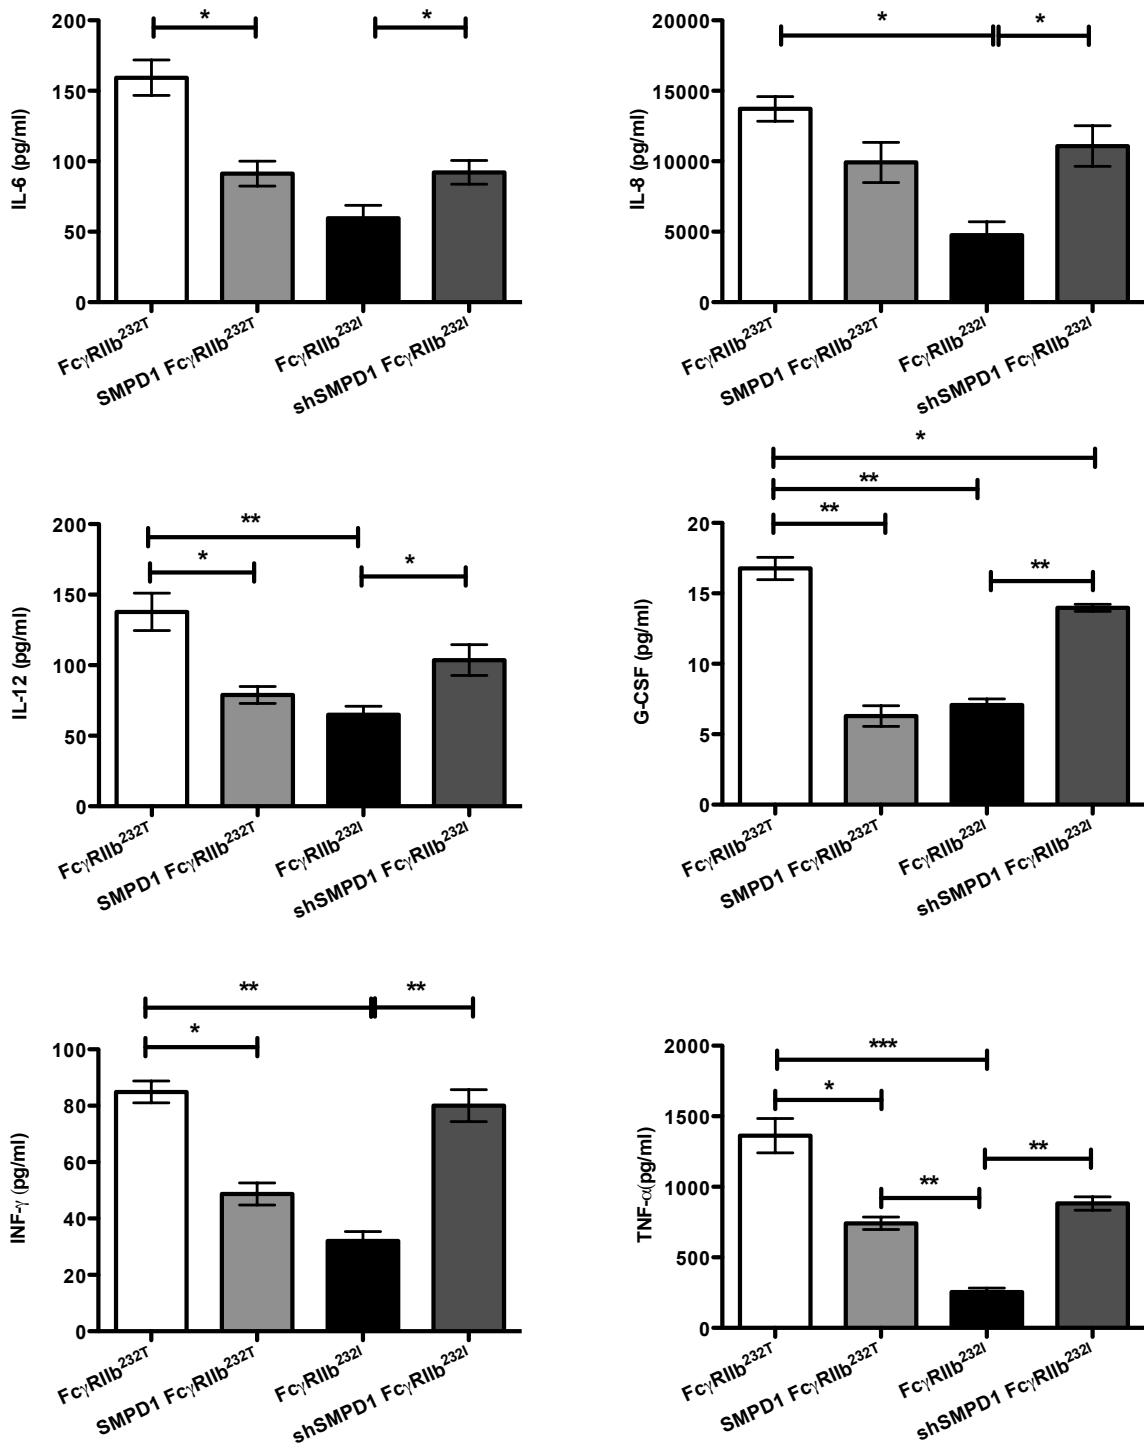 IL-6 (pg/ml)
200
150
100
50
0
*
*
FcγRIIb232T
SMPD1 FcγRIIb232T
FcγRIIb232I
shSMPD1 FcγRIIb232I
IL-8 (pg/ml)
20000
15000
10000
5000
0
*
*
FcγRIIb232T
SMPD1 FcγRIIb232T
FcγRIIb232I
shSMPD1 FcγRIIb232I
IL-12 (pg/ml)
200
150
100
50
0
**
*
*
FcγRIIb232T
SMPD1 FcγRIIb232T
FcγRIIb232I
shSMPD1 FcγRIIb232I
G-CSF (pg/ml)
20
15
10
5
0
*
**
**
**
FcγRIIb232T
SMPD1 FcγRIIb232T
FcγRIIb232I
shSMPD1 FcγRIIb232I
INF-γ (pg/ml)
100
80
60
40
20
0
**
**
*
FcγRIIb232T
SMPD1 FcγRIIb232T
FcγRIIb232I
shSMPD1 FcγRIIb232I
TNF-α(pg/ml)
2000
1500
1000
500
0
***
*
**
**
FcγRIIb232T
SMPD1 FcγRIIb232T
FcγRIIb232I
shSMPD1 FcγRIIb232I